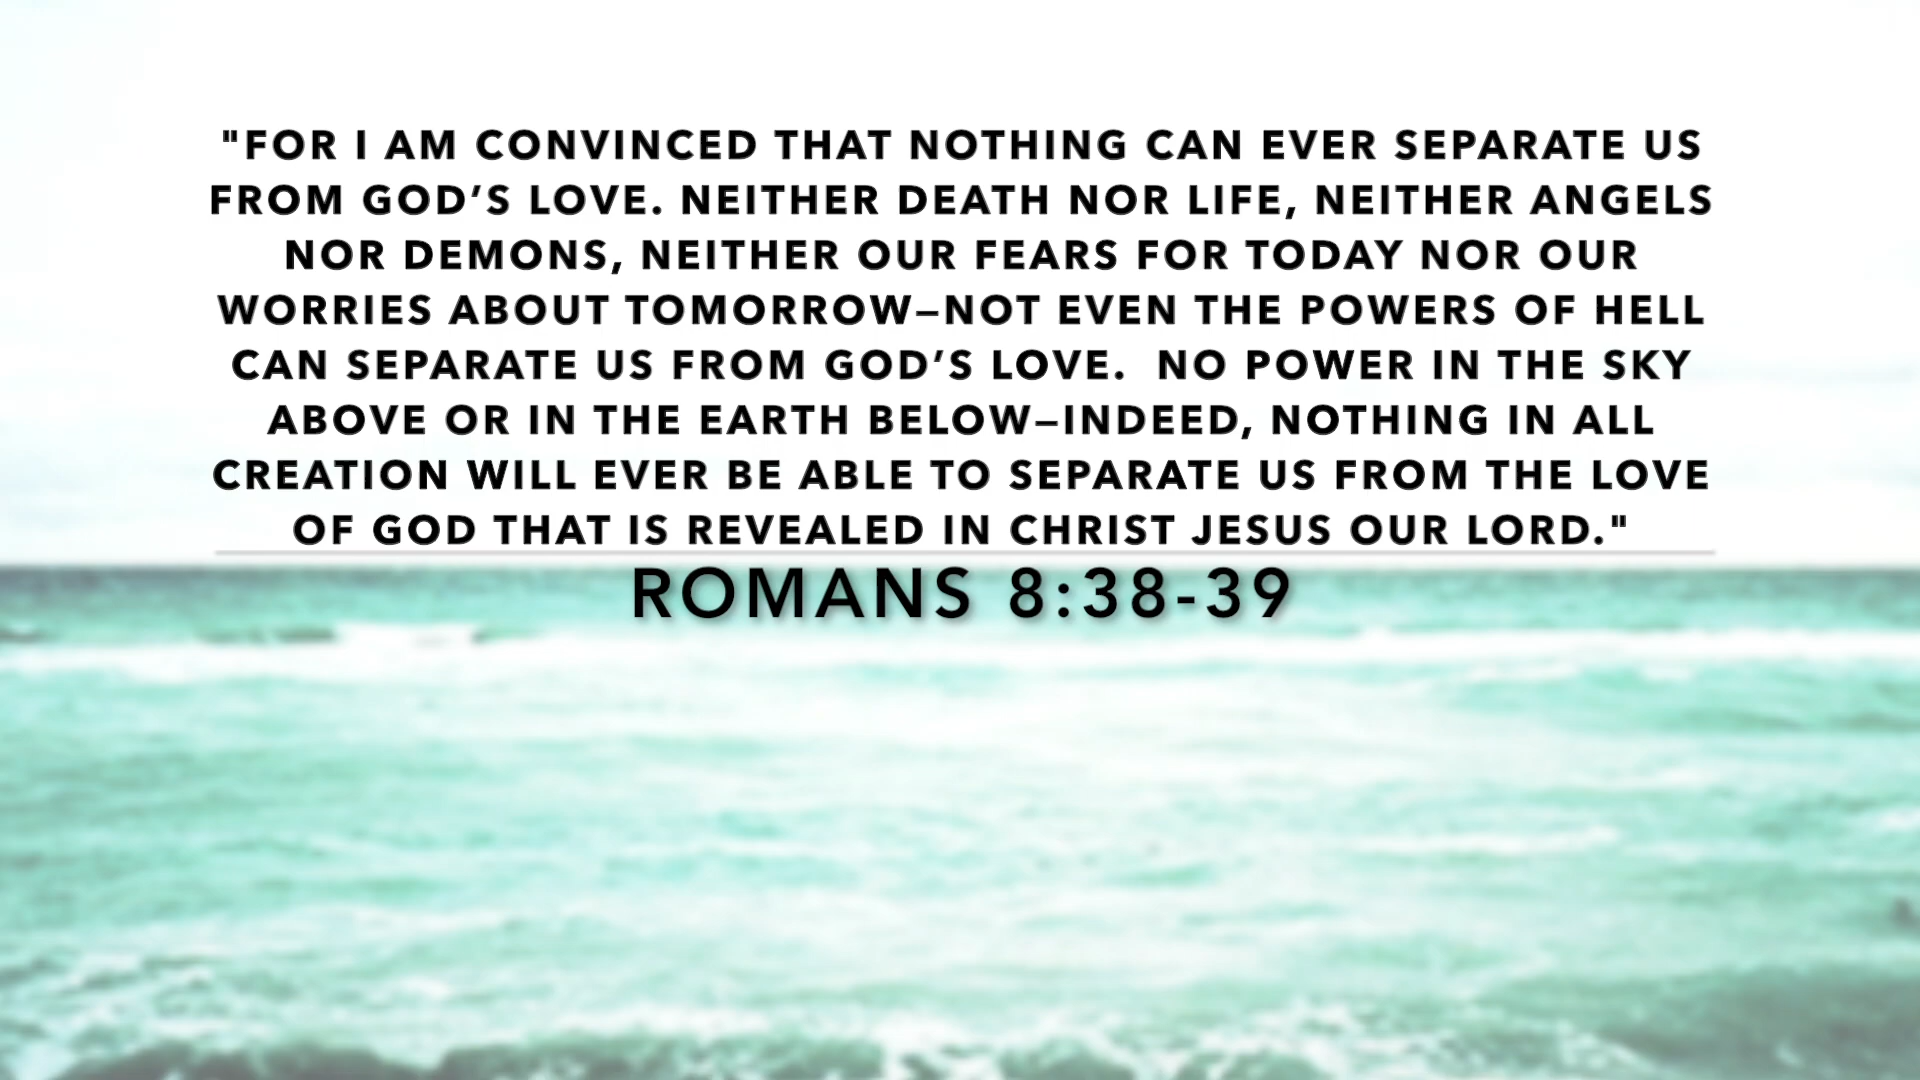 "FOR I AM CONVINCED THAT NOTHING CAN EVER SEPARATE US
FROM GOD’S LOVE. NEITHER DEATH NOR LIFE, NEITHER ANGELS
NOR DEMONS, NEITHER OUR FEARS FOR TODAY NOR OUR
WORRIES ABOUT TOMORROW—NOT EVEN THE POWERS OF HELL
CAN SEPARATE US FROM GOD’S LOVE.  NO POWER IN THE SKY
ABOVE OR IN THE EARTH BELOW—INDEED, NOTHING IN ALL
CREATION WILL EVER BE ABLE TO SEPARATE US FROM THE LOVE
OF GOD THAT IS REVEALED IN CHRIST JESUS OUR LORD."
ROMANS 8:38-39